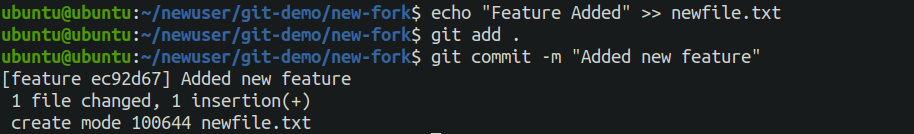 ubuntu@ubuntu:~/newuser/git-demo/new-fork$ echo "Feature Added" >> newfile.txt
ubuntu@ubuntu:~/newuser/git-demo/new-fork$ git add .
ubuntu@ubuntu:~/newuser/git-demo/new-fork$ git commit -m "Added new feature"
[feature ec92d67] Added new feature
 1 file changed, 1 insertion(+)
 create mode 100644 newfile.txt